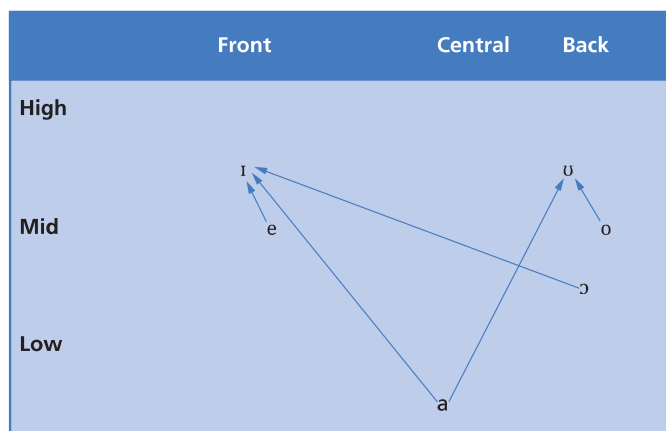 Front Central Back
High
ɪ ʊ
Mid e o
ɔ
Low
a